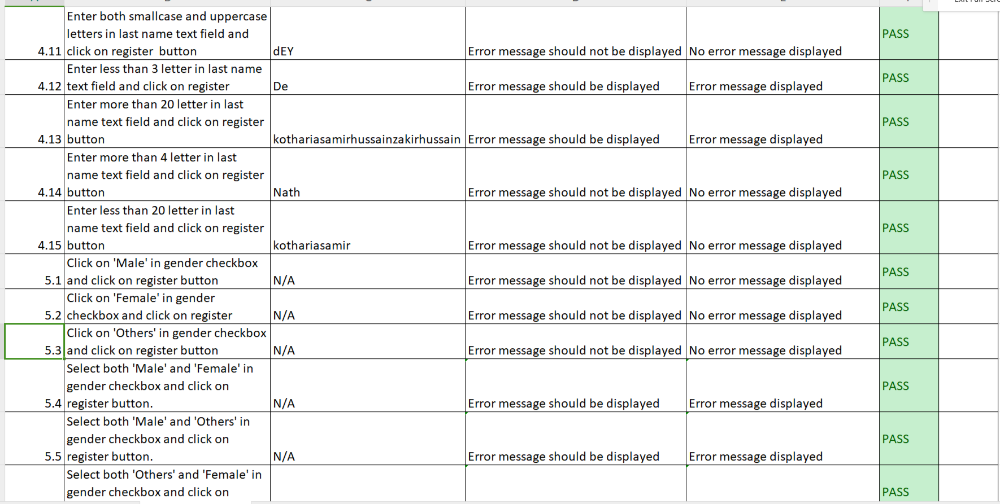 Enter both smallcase and uppercase
letters in last name text field and
4.11 click on register  button dEY Error message should not be displayed No error message displayed PASS
Enter less than 3 letter in last name
4.12 text field and click on register De Error message should be displayed Error message displayed PASS
Enter more than 20 letter in last
name text field and click on register
4.13 button kothariasamirhussainzakirhussain Error message should be displayed Error message displayed PASS
Enter more than 4 letter in last
name text field and click on register
4.14 button Nath Error message should not be displayed No error message displayed PASS
Enter less than 20 letter in last
name text field and click on register
4.15 button kothariasamir Error message should not be displayed No error message displayed PASS
Click on 'Male' in gender checkbox
5.1 and click on register button N/A Error message should not be displayed No error message displayed PASS
Click on 'Female' in gender
5.2 checkbox and click on register N/A Error message should not be displayed No error message displayed PASS
Click on 'Others' in gender checkbox
5.3 and click on register button N/A Error message should not be displayed No error message displayed PASS
Select both 'Male' and 'Female' in
gender checkbox and click on
5.4 register button. N/A Error message should be displayed Error message displayed PASS
Select both 'Male' and 'Others' in
gender checkbox and click on
5.5 register button. N/A Error message should be displayed Error message displayed PASS
Select both 'Others' and 'Female' in
gender checkbox and click on PASS